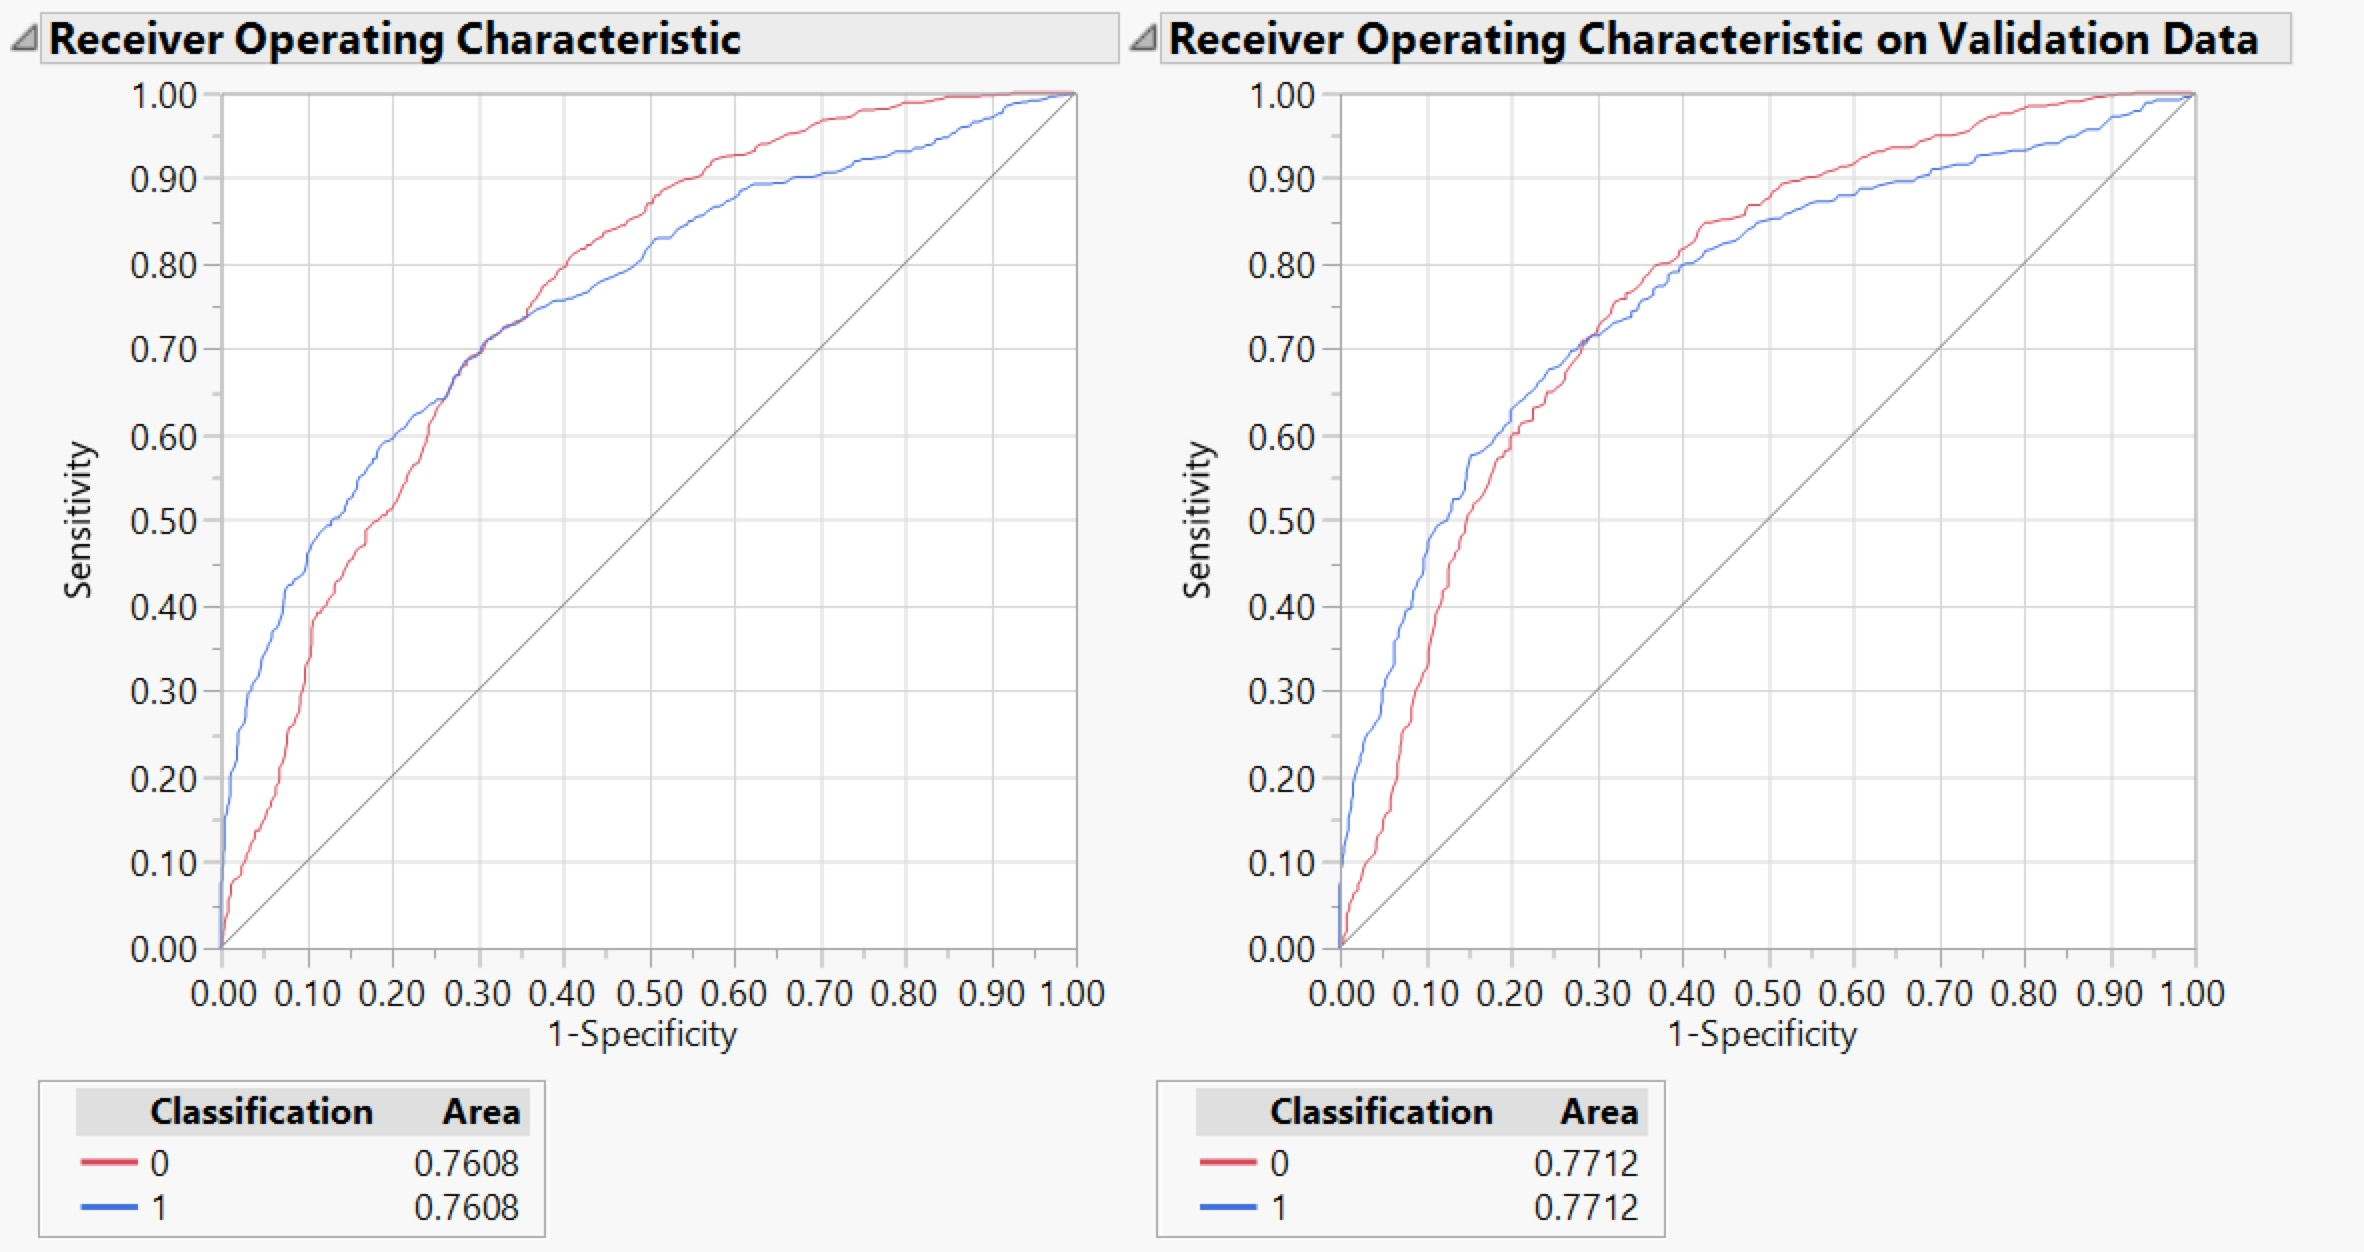 Receiver Operating Characteristic
1.00
0.90
0.80
0.70
0.60
0.50
0.40
0.30
0.20
0.10
0.00
Sensitivity
0.00 0.10 0.20 0.30 0.40 0.50 0.60 0.70 0.80 0.90 1.00
1-Specificity
Classification Area
0 0.7608
1 0.7608
Receiver Operating Characteristic on Validation Data
1.00
0.90
0.80
0.70
0.60
0.50
0.40
0.30
0.20
0.10
0.00
Sensitivity
0.00 0.10 0.20 0.30 0.40 0.50 0.60 0.70 0.80 0.90 1.00
1-Specificity
Classification Area
0 0.7712
1 0.7712